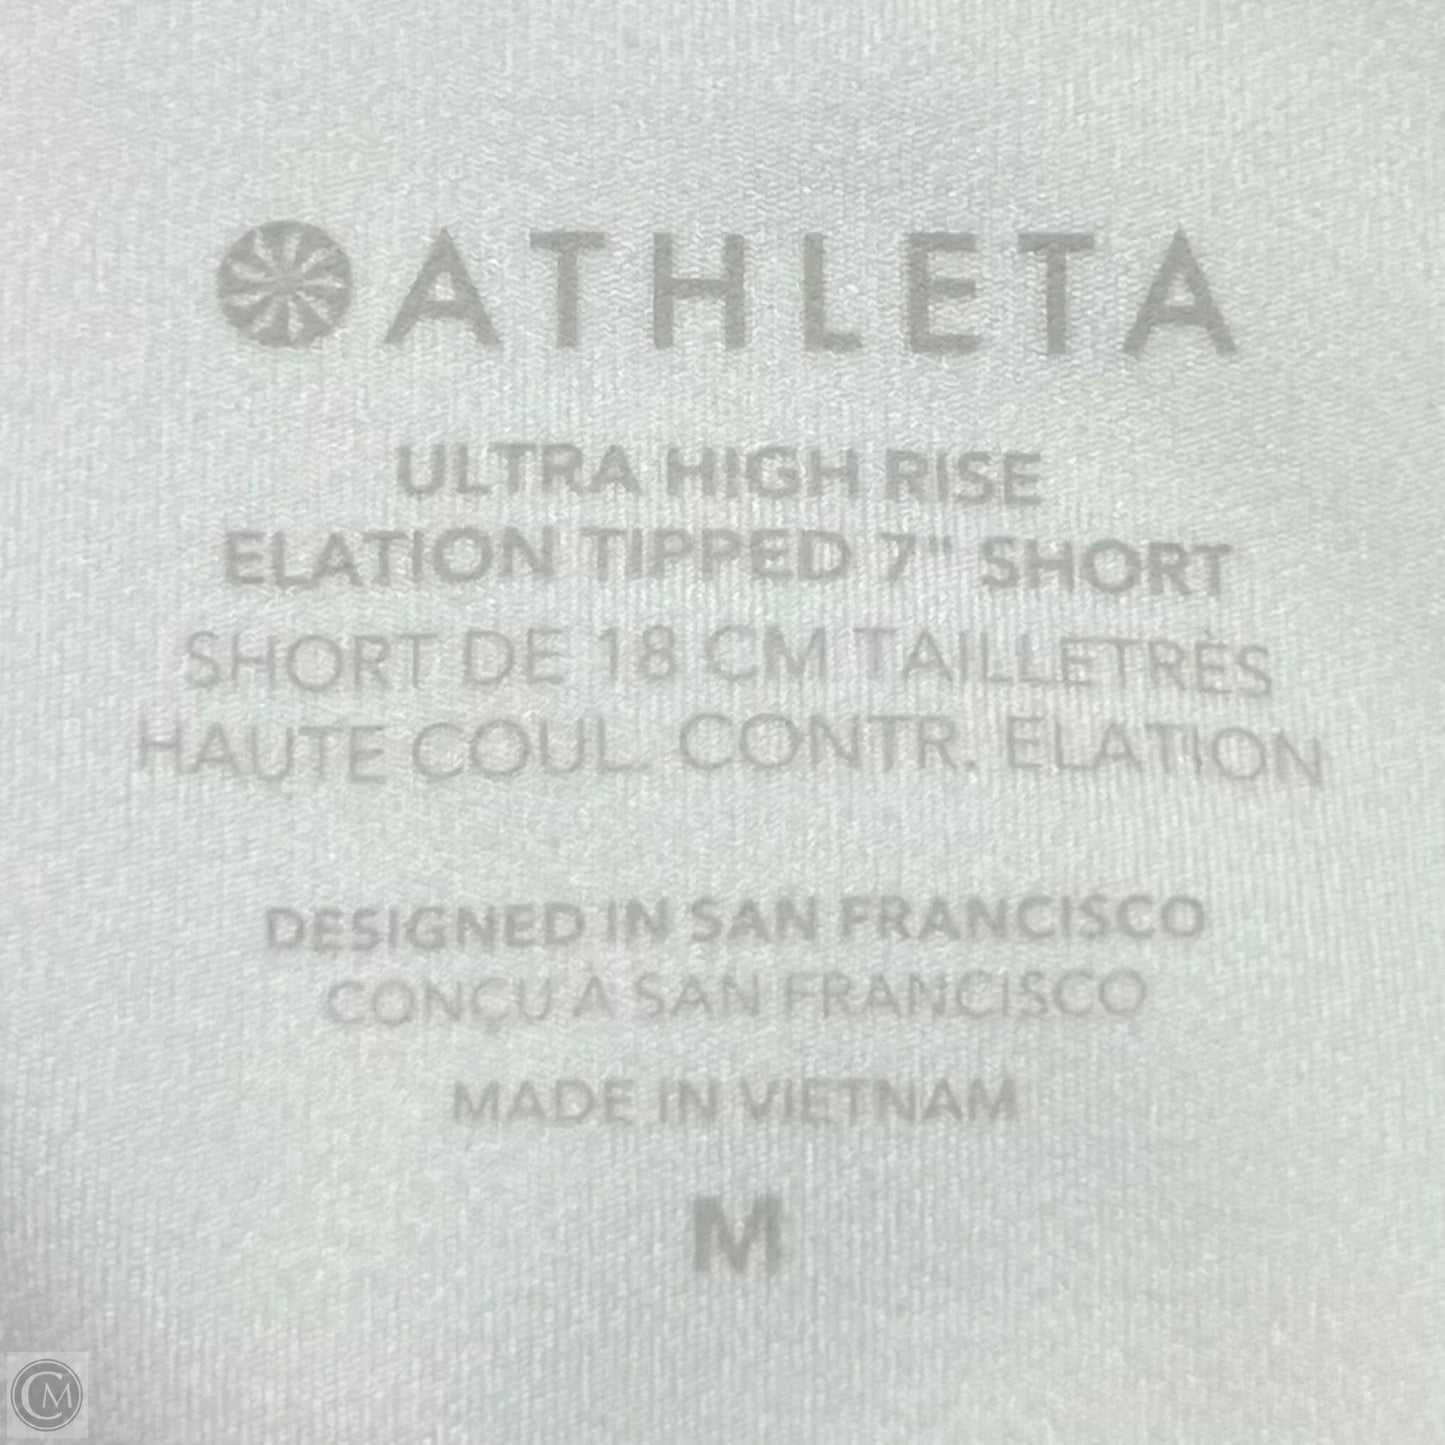 ATHLETA
ULTRA HIGH RISE
ELATION TIPPED 7" SHORT
SHORT DE 18 CM TAILLETRÈS
HAUTE COUL. CONTR. ELATION
DESIGNED IN SAN FRANCISCO
CONÇU À SAN FRANCISCO
MADE IN VIETNAM
M
CM